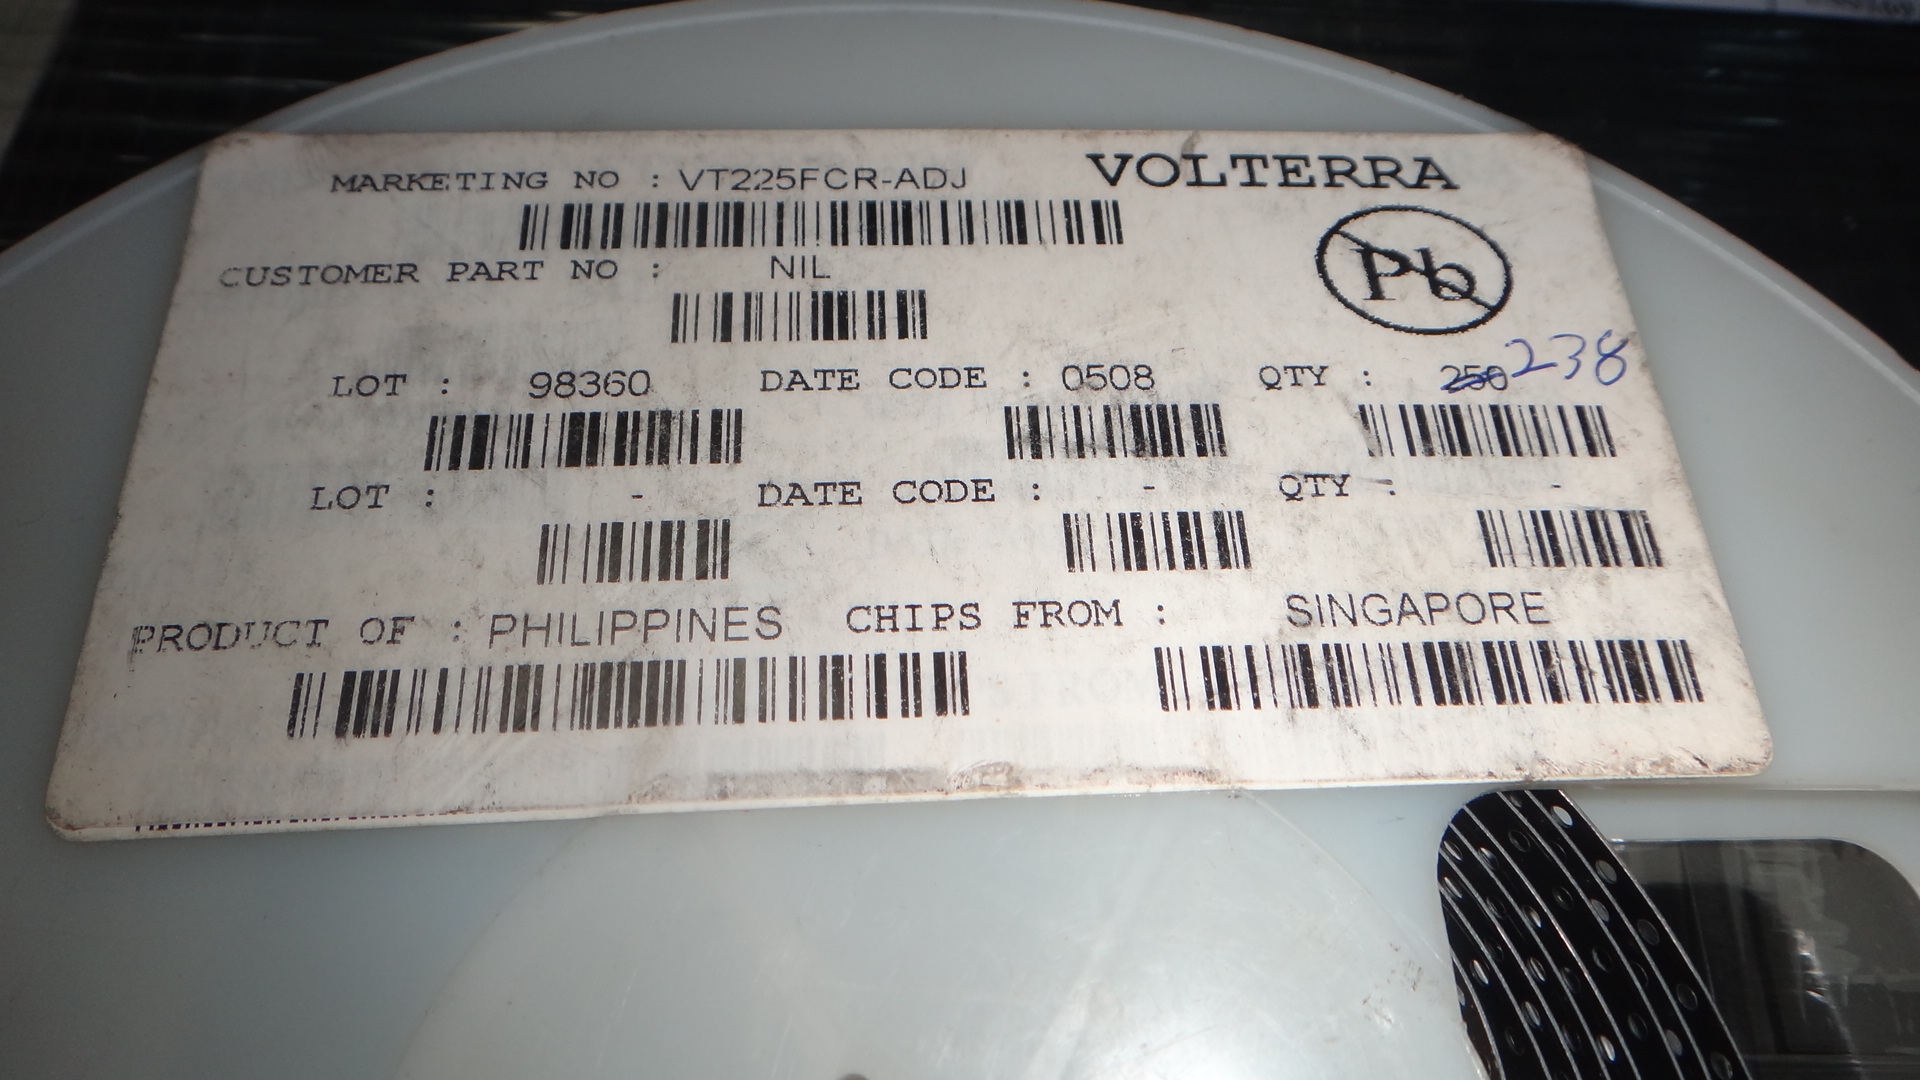 MARKETING NO : VT225FCR-ADJ
VOLTERRA
Pb
CUSTOMER PART NO : NIL
LOT : 98360 DATE CODE : 0508 QTY : 250 238
LOT : - DATE CODE : - QTY : -
PRODUCT OF : PHILIPPINES CHIPS FROM : SINGAPORE